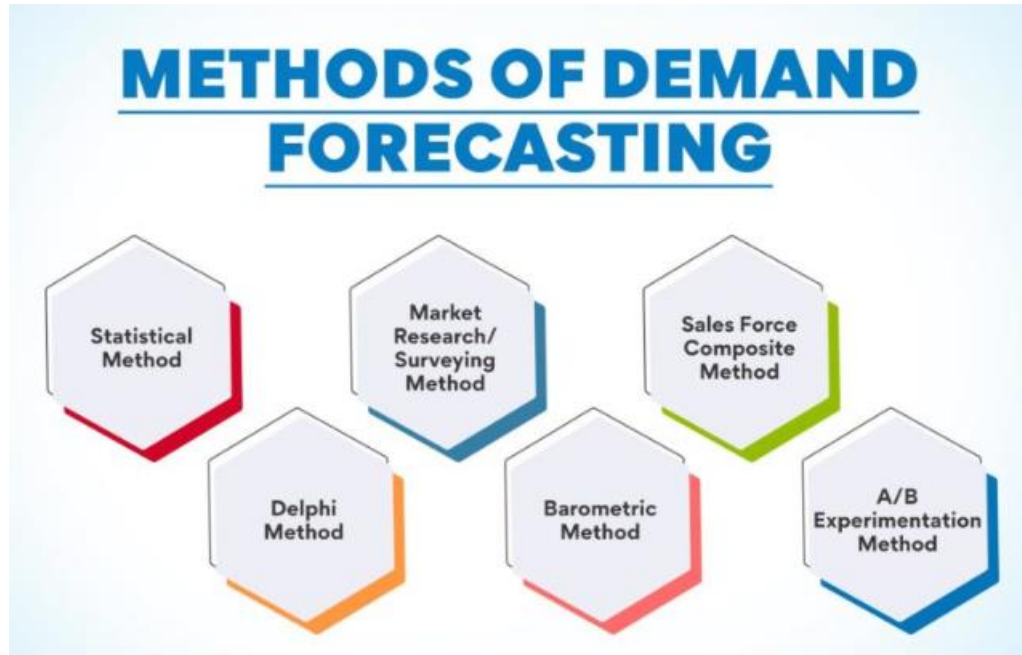 METHODS OF DEMAND
FORECASTING
Statistical
Method
Market
Research/
Surveying
Method
Sales Force
Composite
Method
Delphi
Method
Barometric
Method
A/B
Experimentation
Method